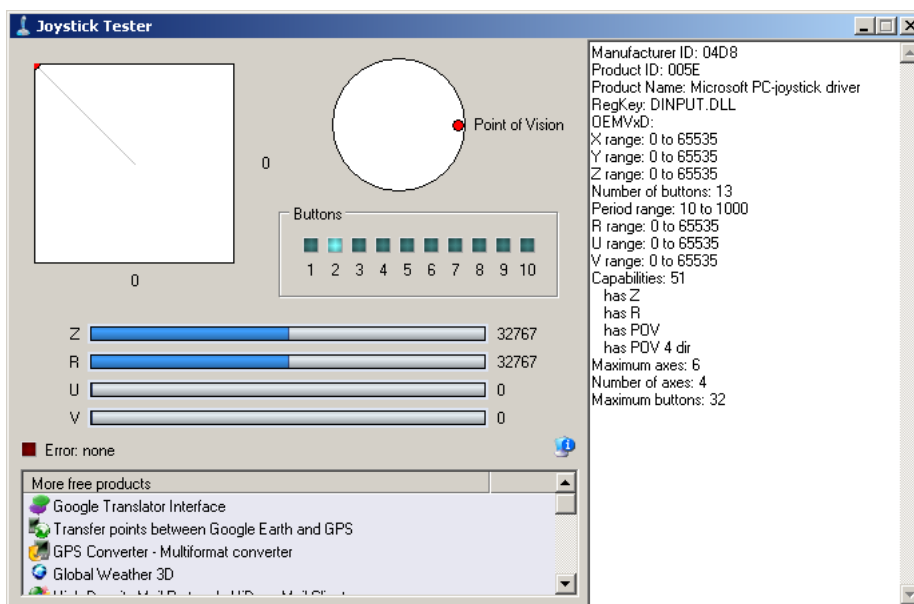 Joystick Tester
Point of Vision
0
0
Buttons
1 2 3 4 5 6 7 8 9 10
Z 32767
R 32767
U 0
V 0
Error: none
More free products
Google Translator Interface
Transfer points between Google Earth and GPS
GPS Converter - Multiformat converter
Global Weather 3D
Manufacturer ID: 04D8
Product ID: 005E
Product Name: Microsoft PC-joystick driver
RegKey: DINPUT.DLL
OEMVxD:
X range: 0 to 65535
Y range: 0 to 65535
Z range: 0 to 65535
Number of buttons: 13
Period range: 10 to 1000
R range: 0 to 65535
U range: 0 to 65535
V range: 0 to 65535
Capabilities: 51
has Z
has R
has POV
has POV 4 dir
Maximum axes: 6
Number of axes: 4
Maximum buttons: 32